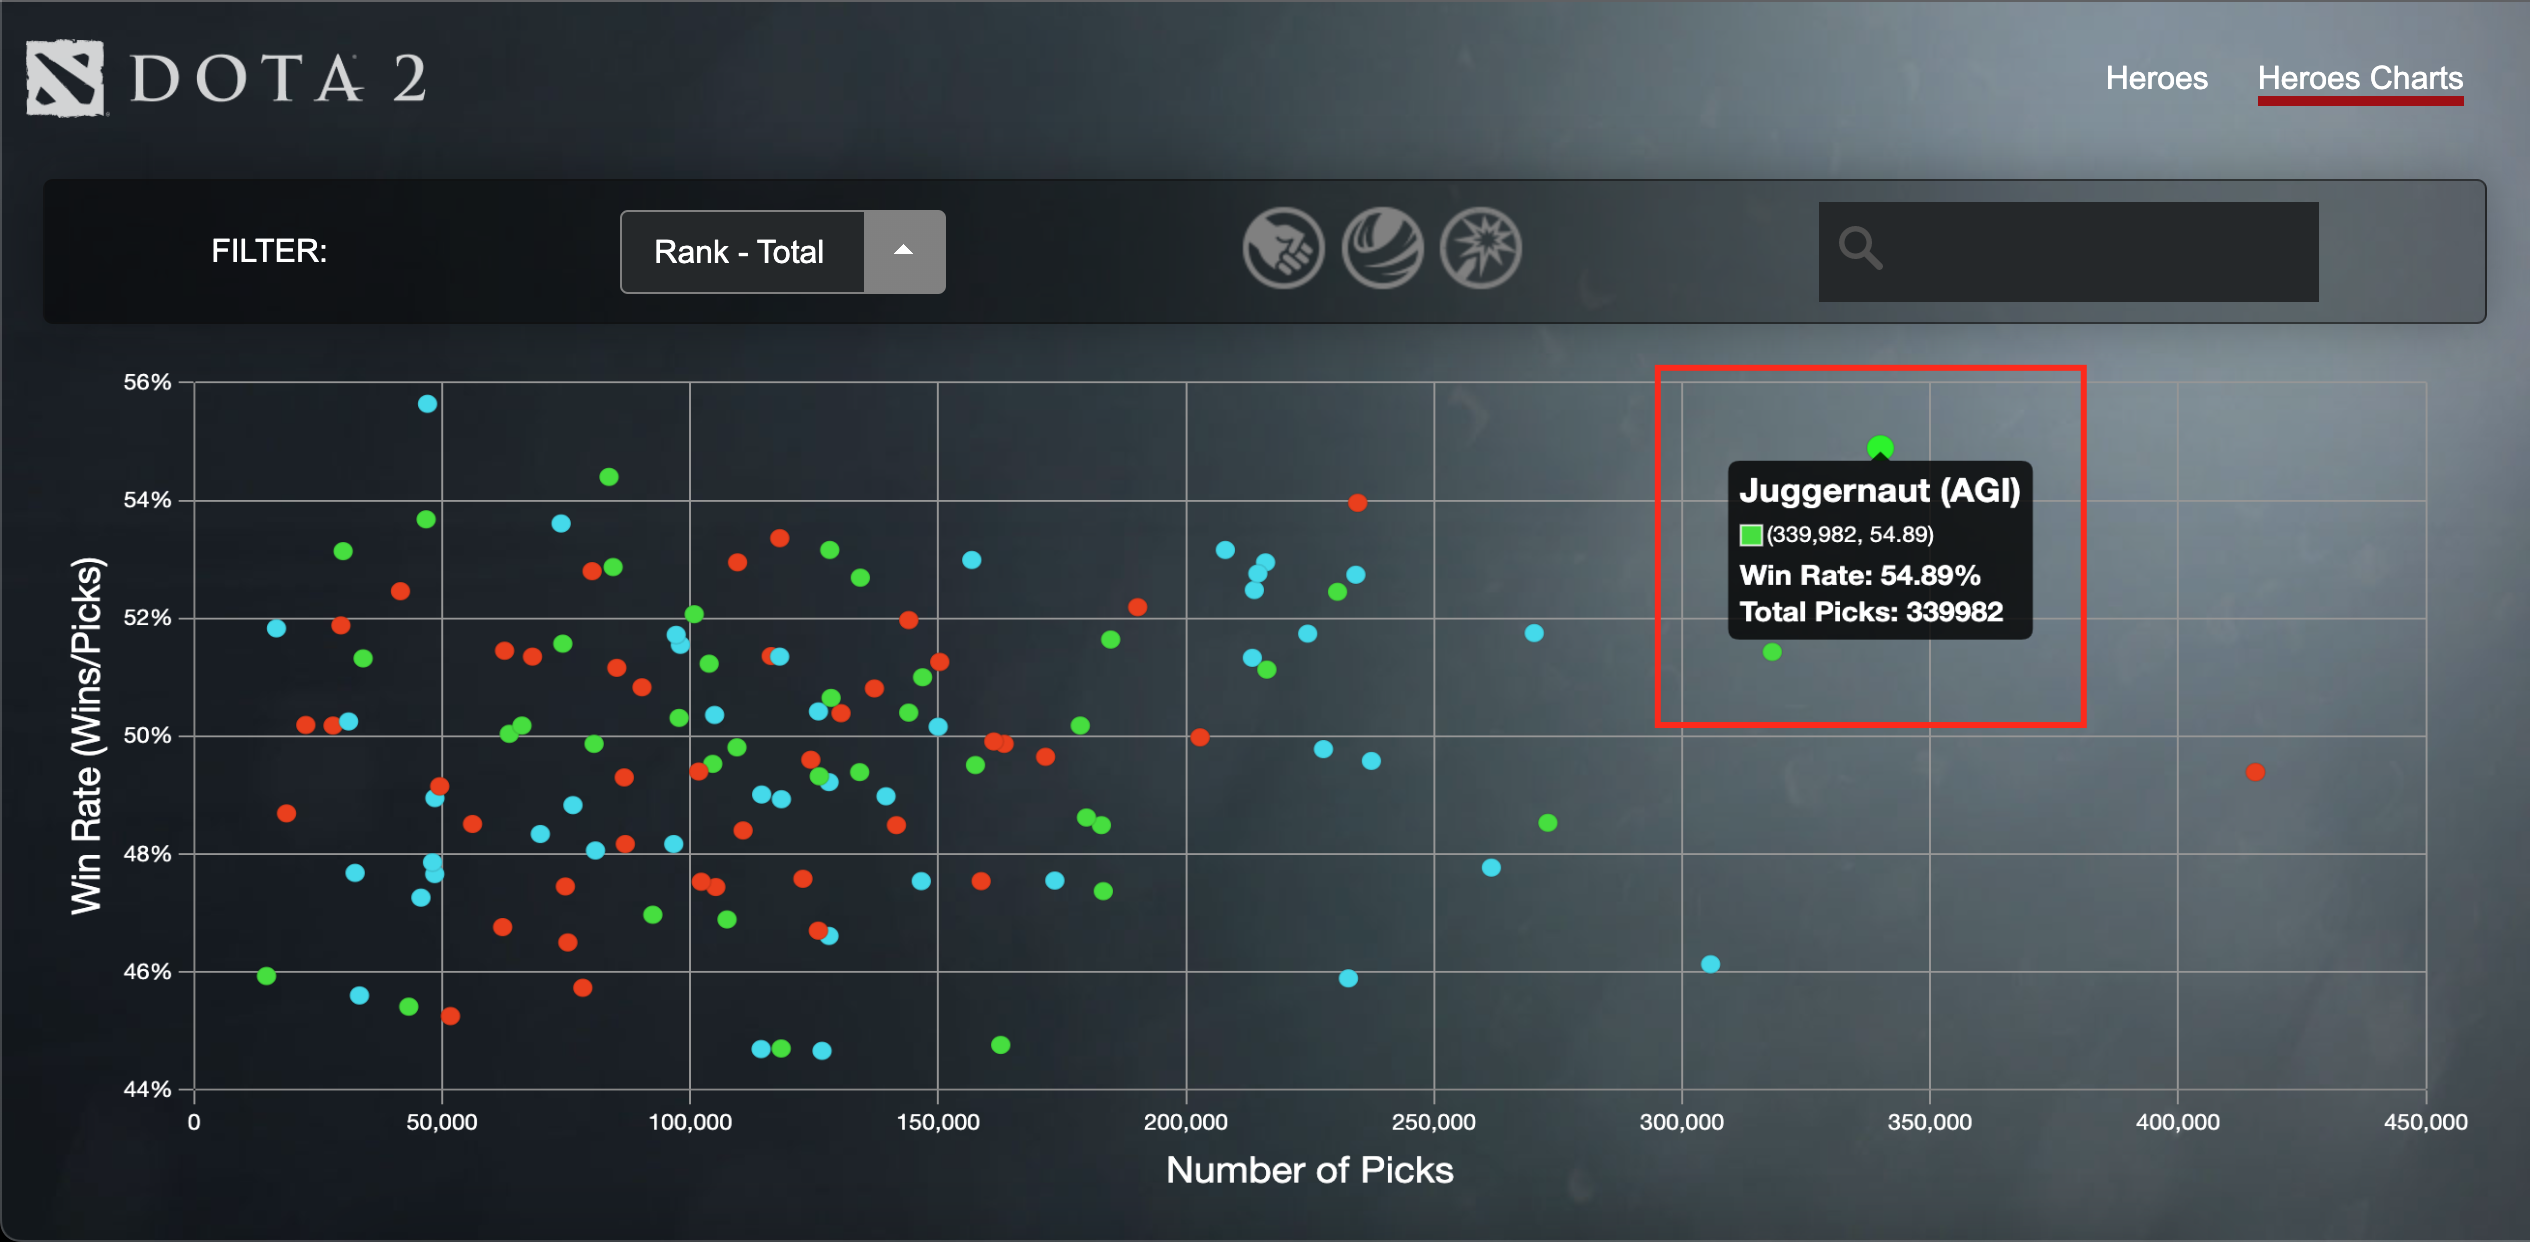 DOTA 2
Heroes
Heroes Charts
FILTER:
Rank - Total
56%
54%
52%
50%
48%
46%
44%
Win Rate (Wins/Picks)
Juggernaut (AGI)
(339,982, 54.89)
Win Rate: 54.89%
Total Picks: 339982
0
50,000
100,000
150,000
200,000
250,000
300,000
350,000
400,000
450,000
Number of Picks